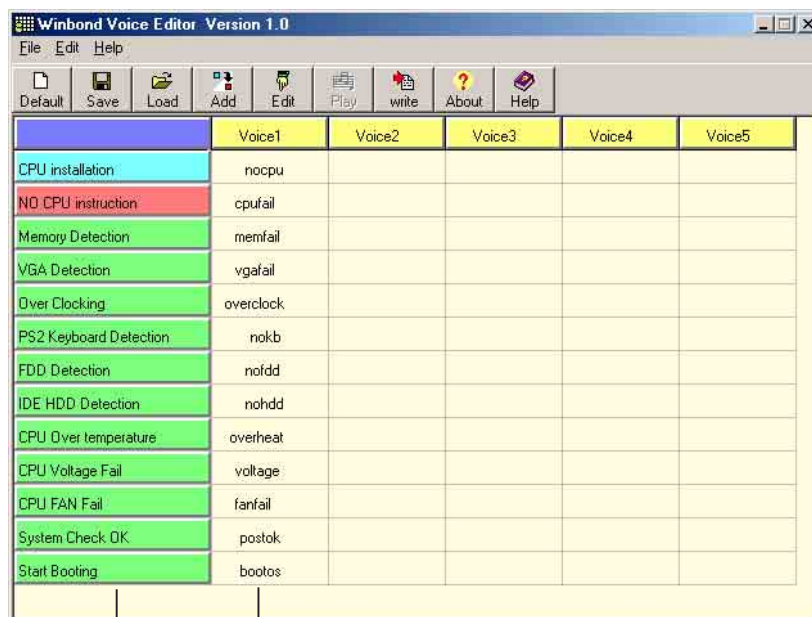 Winbond Voice Editor Version 1.0
File Edit Help
Default Save Load Add Edit Play write About Help
Voice1 Voice2 Voice3 Voice4 Voice5
CPU installation nocpu
NO CPU instruction cpufail
Memory Detection memfail
VGA Detection vgafail
Over Clocking overclock
PS2 Keyboard Detection nokb
FDD Detection nofdd
IDE HDD Detection nohdd
CPU Over temperature overheat
CPU Voltage Fail voltage
CPU FAN Fail fanfail
System Check OK postok
Start Booting bootos